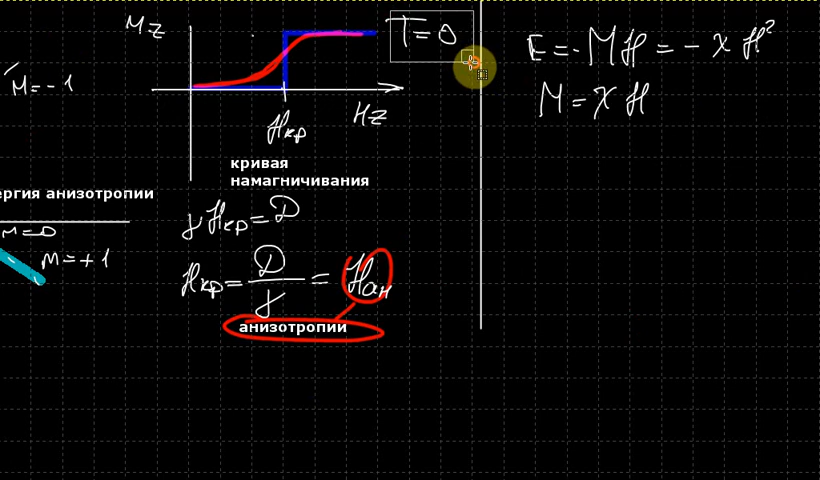 Mz
T=0
E=-MH=-χH²
M=-1
M=χH
Hкр
Hz
кривая
намагничивания
ергия анизотропии
γHкр=D
M=0
M=+1
Hкр=D/γ=Hан
анизотропии